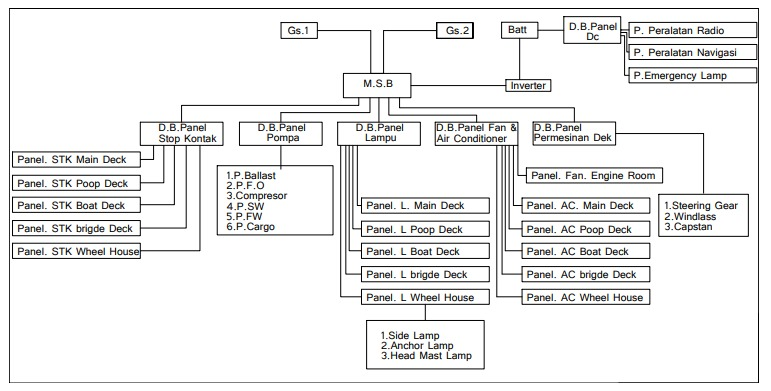 Gs.1
Gs.2
Batt
D.B.Panel
Dc
P. Peralatan Radio
P. Peralatan Navigasi
P.Emergency Lamp
M.S.B
Inverter
D.B.Panel
Stop Kontak
D.B.Panel
Pompa
D.B.Panel
Lampu
D.B.Panel Fan &
Air Conditioner
D.B.Panel
Permesinan Dek
Panel. STK Main Deck
Panel. STK Poop Deck
Panel. STK Boat Deck
Panel. STK brigde Deck
Panel. STK Wheel House
1.P.Ballast
2.P.F.O
3.Compresor
4.P.SW
5.P.FW
6.P.Cargo
Panel. L. Main Deck
Panel. L Poop Deck
Panel. L Boat Deck
Panel. L brigde Deck
Panel. L Wheel House
1.Side Lamp
2.Anchor Lamp
3.Head Mast Lamp
Panel. Fan. Engine Room
Panel. AC. Main Deck
Panel. AC Poop Deck
Panel. AC Boat Deck
Panel. AC brigde Deck
Panel. AC Wheel House
1.Steering Gear
2.Windlass
3.Capstan